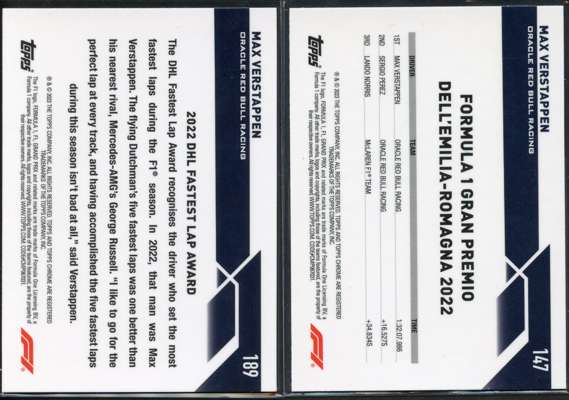 MAX VERSTAPPEN
ORACLE RED BULL RACING
2022 DHL FASTEST LAP AWARD
The DHL Fastest Lap Award recognises the driver who set the most
fastest laps during the F1® season. In 2022, that man was Max
Verstappen. The flying Dutchman's five fastest laps was one better than
his nearest rival, Mercedes-AMG's George Russell. "I like to go for the
perfect lap at every track, and having accomplished the five fastest laps
during this season isn't bad at all," said Verstappen.
topps
189
F1
MAX VERSTAPPEN
ORACLE RED BULL RACING
FORMULA 1 GRAN PREMIO
DELL'EMILIA-ROMAGNA 2022
DRIVER TEAM TIME
1ST MAX VERSTAPPEN ORACLE RED BULL RACING 1:32:07.986
2ND SERGIO PEREZ ORACLE RED BULL RACING +16.527S
3RD LANDO NORRIS McLAREN F1® TEAM +34.834S
topps
147
F1